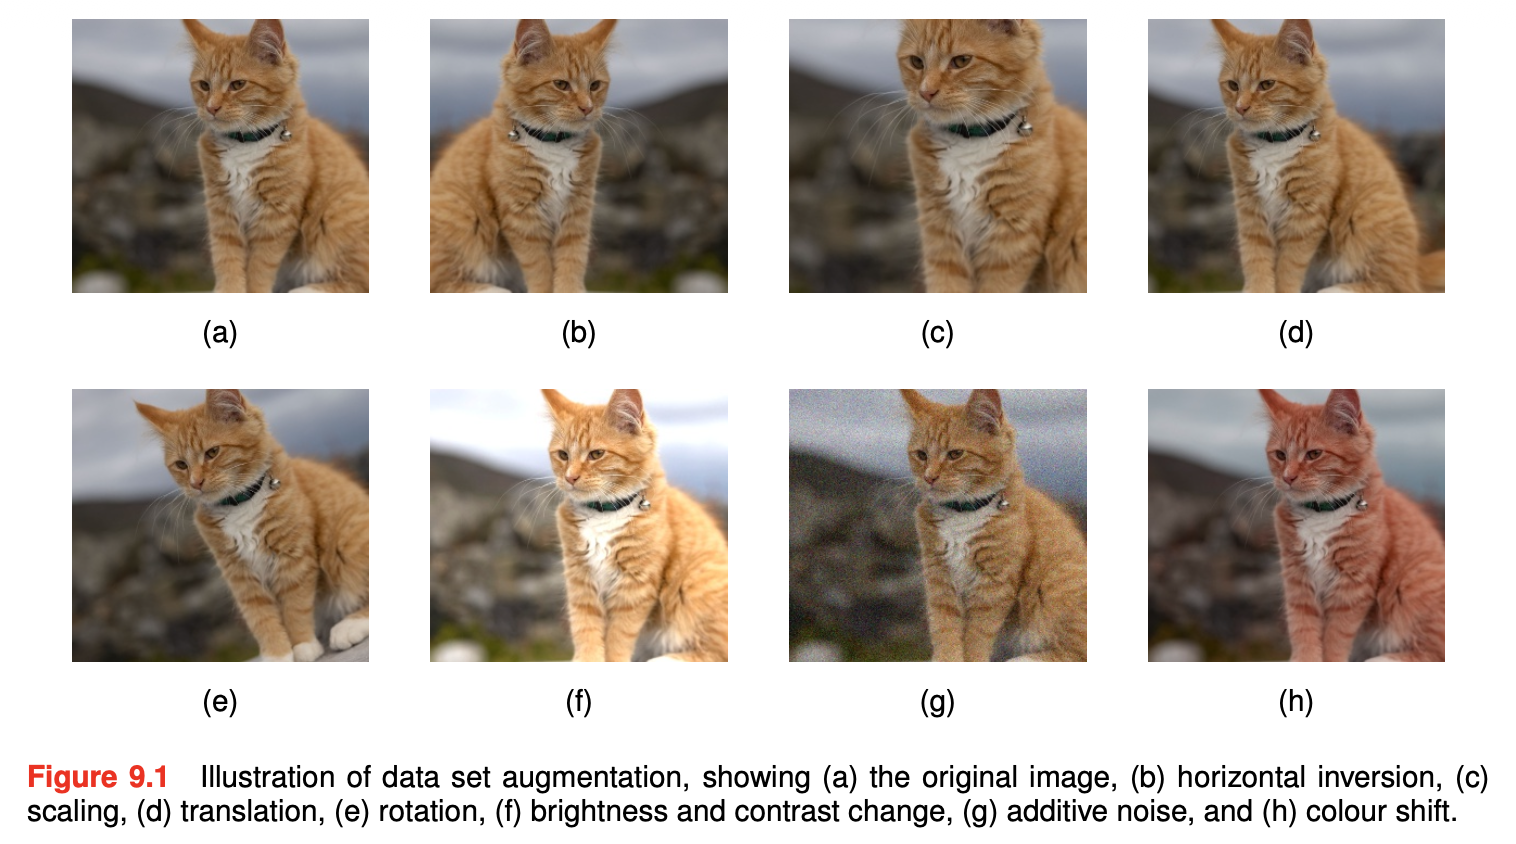 (a)
(b)
(c)
(d)
(e)
(f)
(g)
(h)
Figure 9.1 Illustration of data set augmentation, showing (a) the original image, (b) horizontal inversion, (c)
scaling, (d) translation, (e) rotation, (f) brightness and contrast change, (g) additive noise, and (h) colour shift.